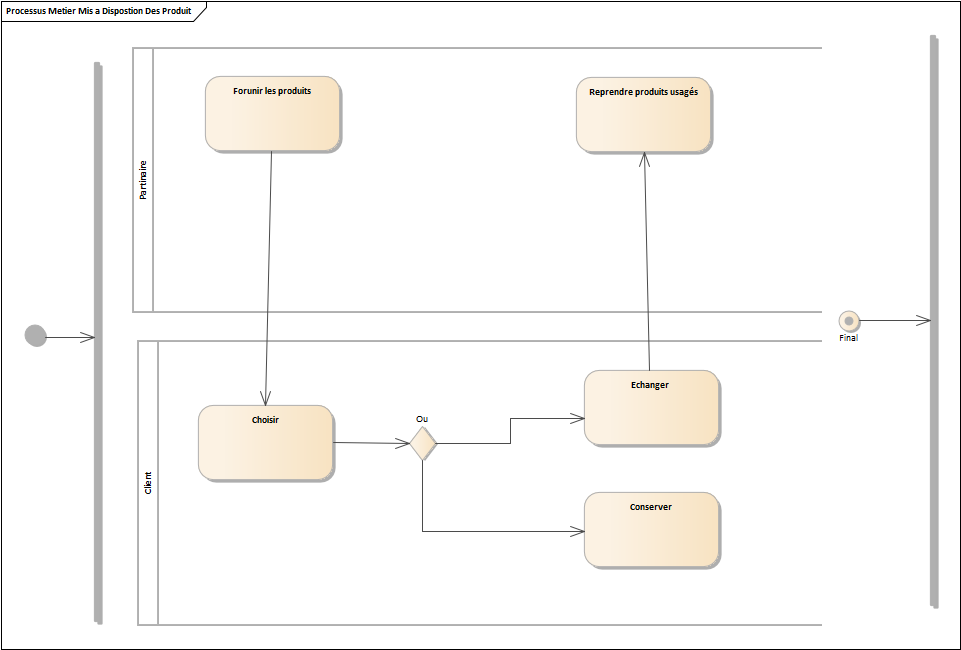 Processus Metier Mis a Dispostion Des Produit
Partinaire
Forunir les produits
Reprendre produits usagés
Final
Client
Choisir
Ou
Echanger
Conserver